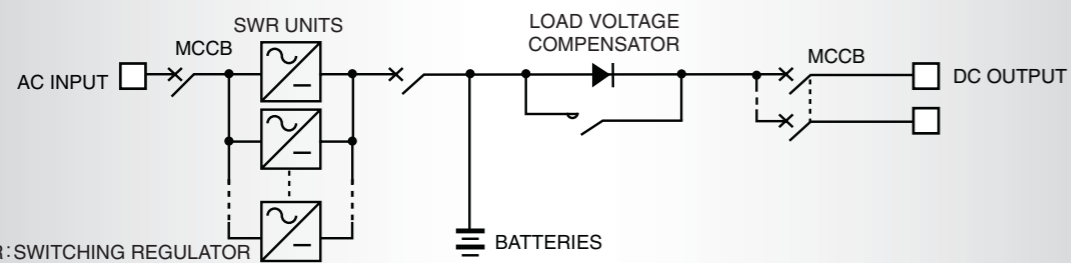 SWR UNITS
LOAD VOLTAGE
COMPENSATOR
MCCB
MCCB
AC INPUT
DC OUTPUT
BATTERIES
R:SWITCHING REGULATOR